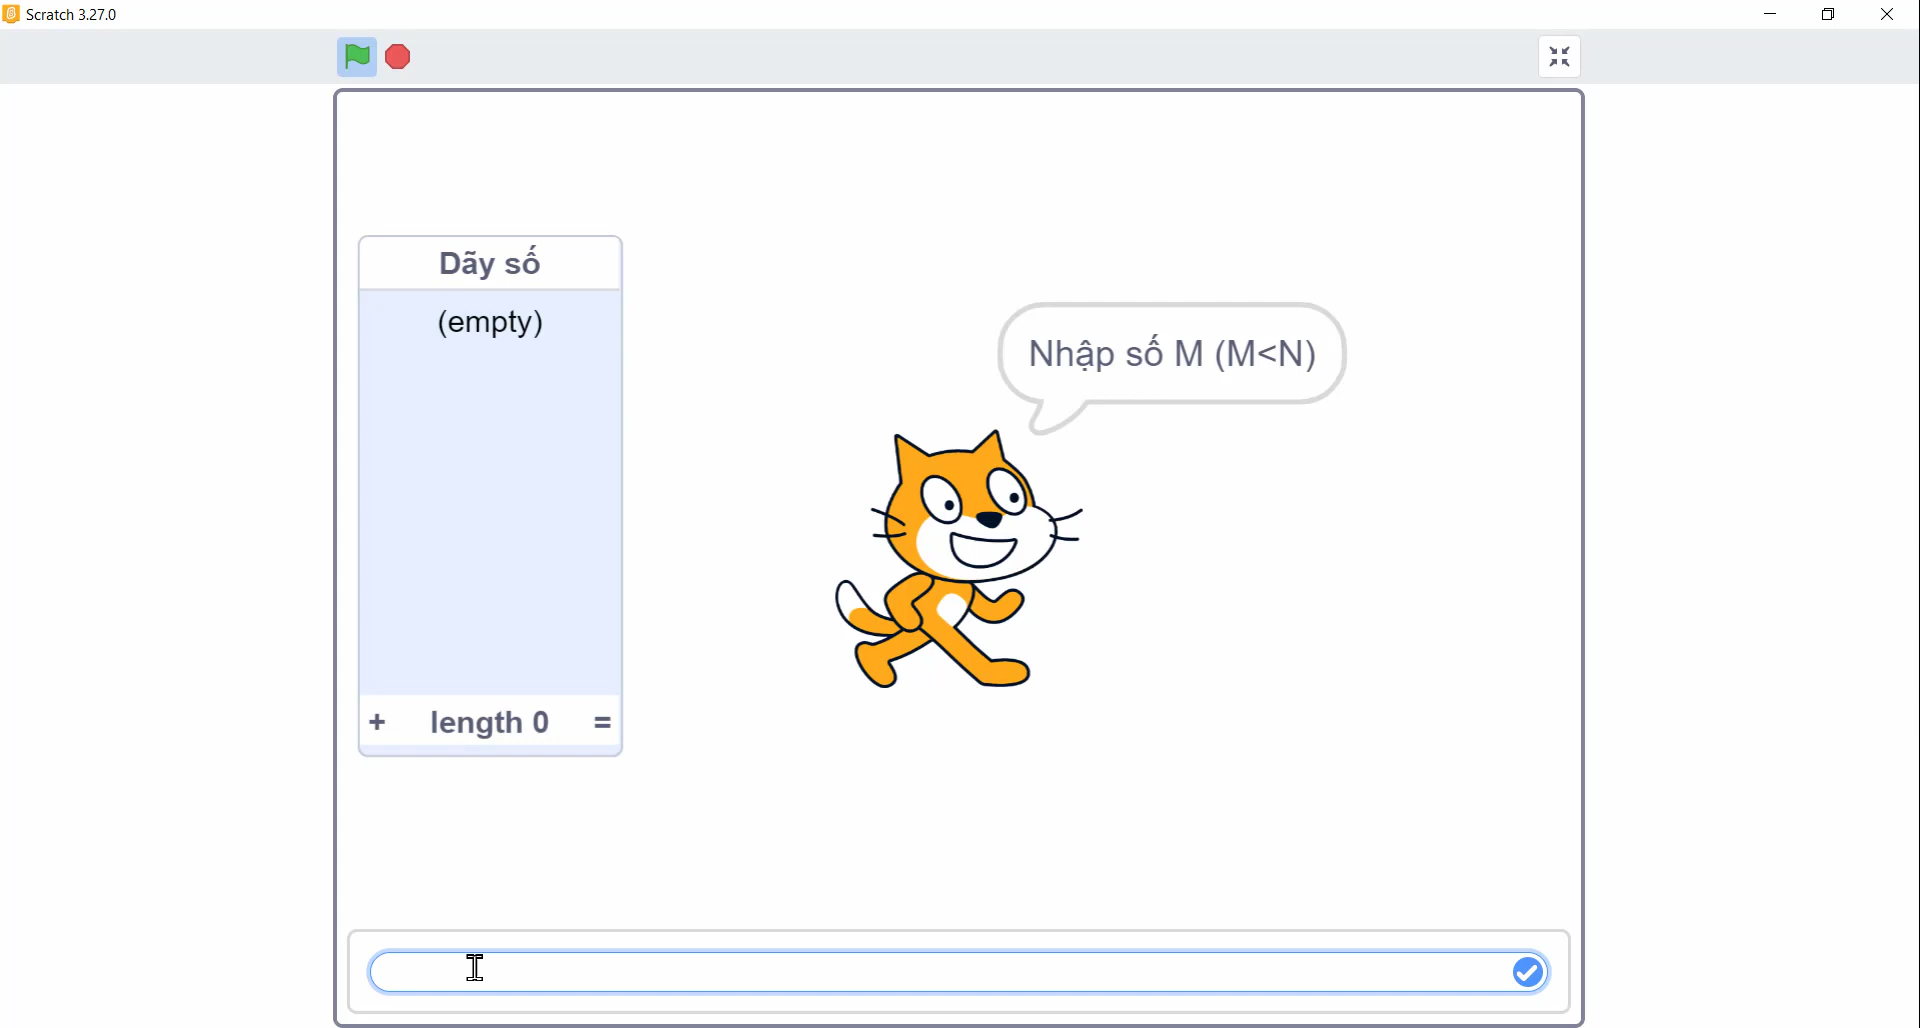 Scratch 3.27.0
Dãy số
(empty)
+ length 0 =
Nhập số M (M<N)